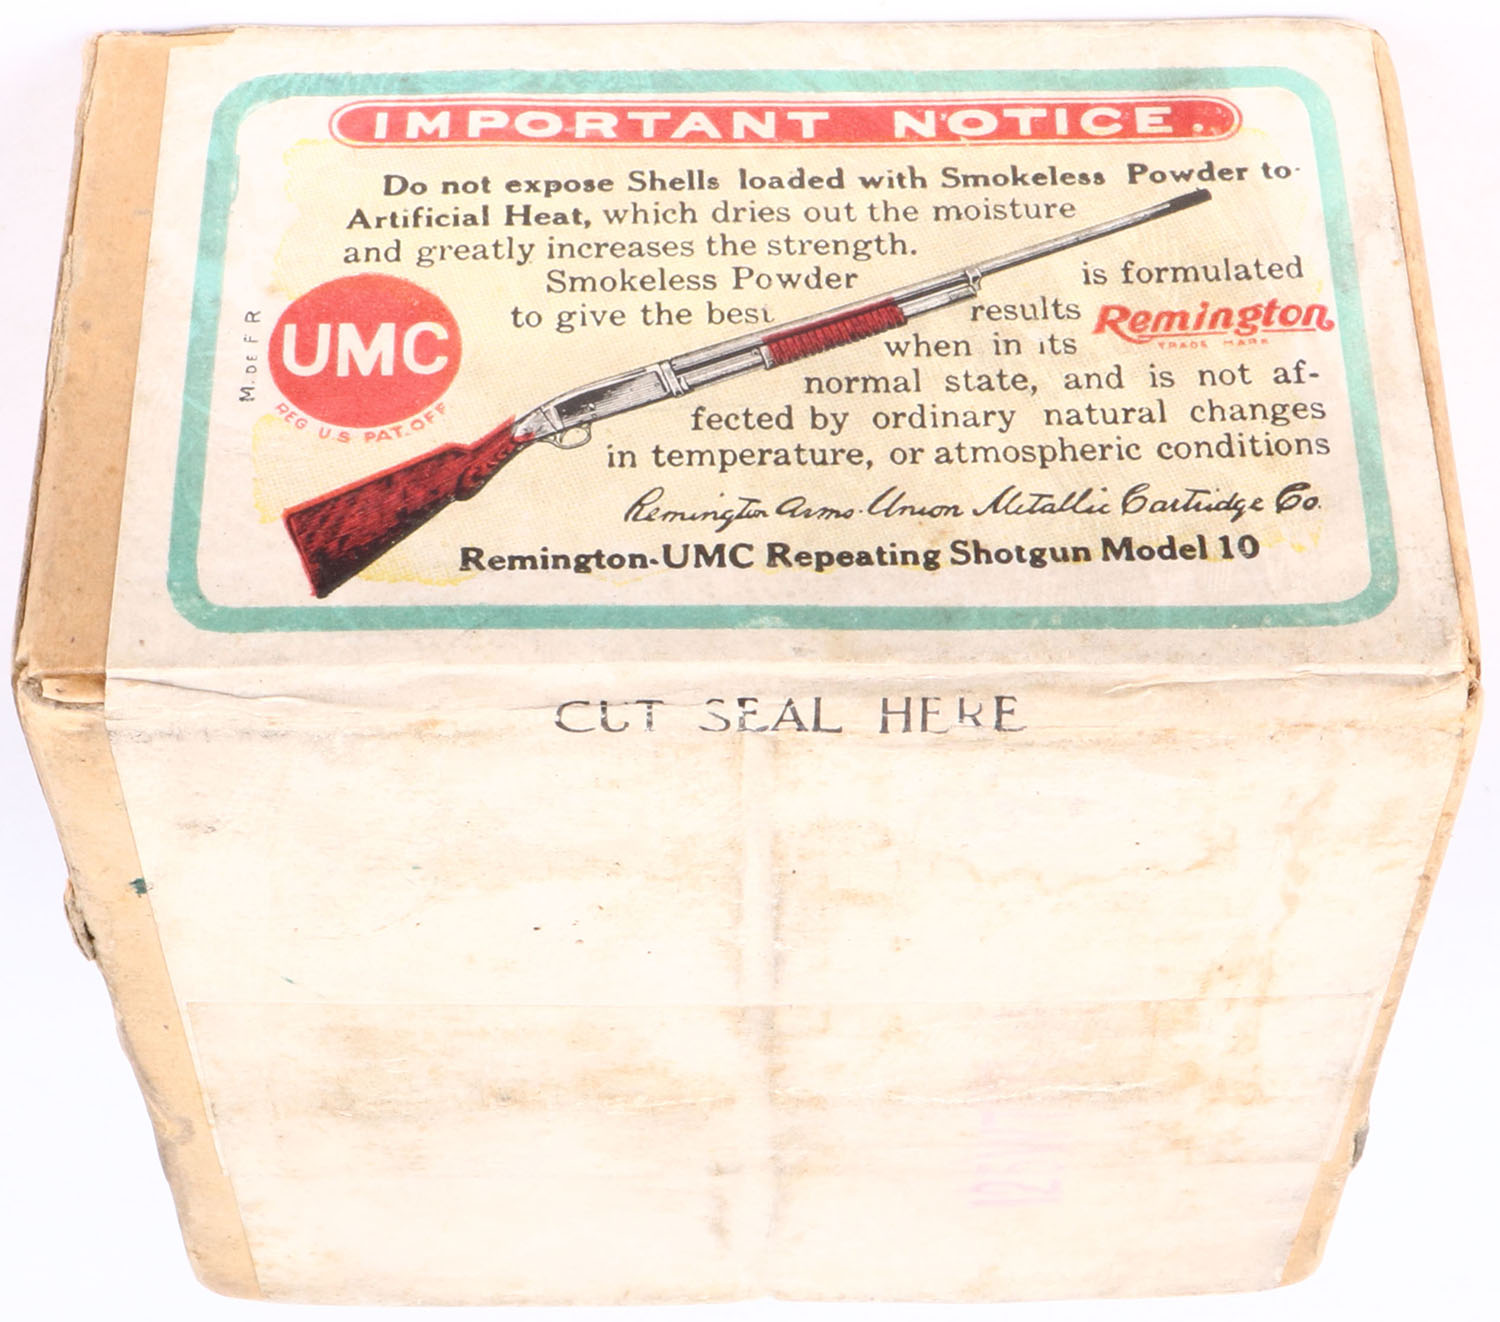 IMPORTANT NOTICE.
Do not expose Shells loaded with Smokeless Powder to
Artificial Heat, which dries out the moisture
and greatly increases the strength.
Smokeless Powder is formulated
to give the best results Remington
TRADE MARK
when in its
normal state, and is not af-
fected by ordinary natural changes
in temperature, or atmospheric conditions
Remington Arms-Union Metallic Cartridge Co.
Remington-UMC Repeating Shotgun Model 10
UMC
REG U.S PAT. OFF
M. DE F R
CUT SEAL HERE